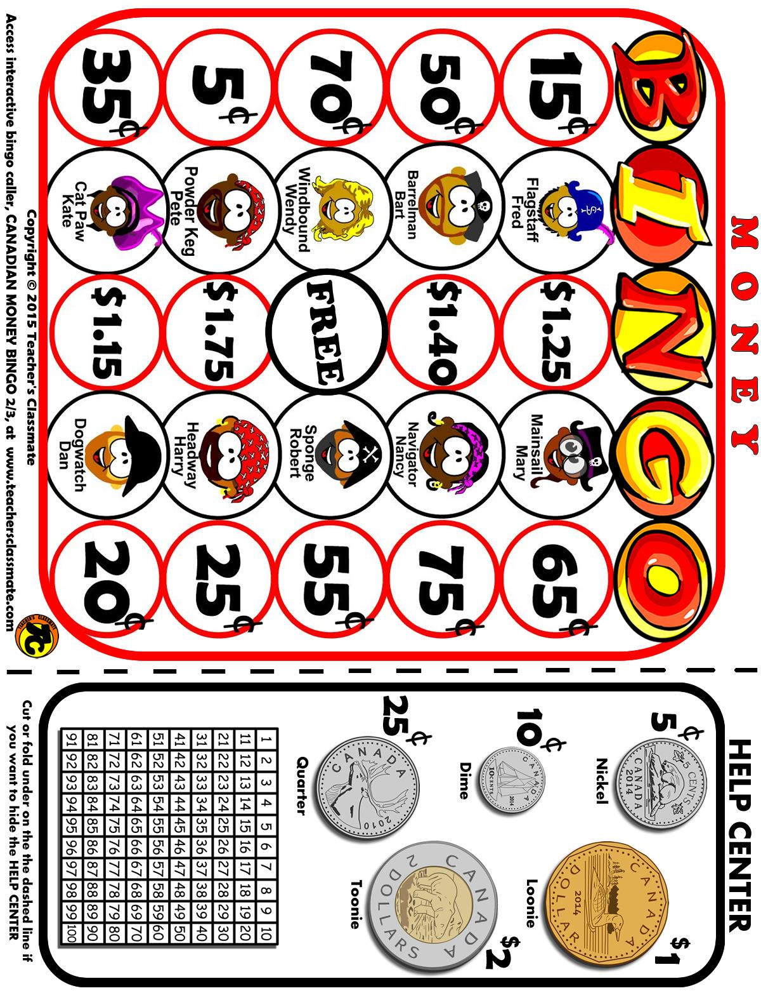 MONEY
BINGO
15¢
Flagstaff
Fred
$1.25
Mainsail
Mary
65¢
50¢
Barrelman
Bart
$1.40
Navigator
Nancy
75¢
70¢
Windbound
Wendy
FREE
Sponge
Robert
55¢
5¢
Powder Keg
Pete
$1.75
Headway
Harry
25¢
35¢
Cat Paw
Kate
$1.15
Dogwatch
Dan
20¢
Copyright © 2015 Teacher's Classmate
Access interactive bingo caller, CANADIAN MONEY BINGO 2/3, at www.teachersclassmate.com
TEACHER'S CLASSMATE
TC
HELP CENTER
5¢
5 CENTS
CANADA
2014
Nickel
$1
CANADA
2014
DOLLAR
Loonie
10¢
CANADA
10 CENTS
2014
Dime
$2
CANADA
2 DOLLARS
Toonie
25¢
CANADA
2010
Quarter
1 2 3 4 5 6 7 8 9 10
11 12 13 14 15 16 17 18 19 20
21 22 23 24 25 26 27 28 29 30
31 32 33 34 35 36 37 38 39 40
41 42 43 44 45 46 47 48 49 50
51 52 53 54 55 56 57 58 59 60
61 62 63 64 65 66 67 68 69 70
71 72 73 74 75 76 77 78 79 80
81 82 83 84 85 86 87 88 89 90
91 92 93 94 95 96 97 98 99 100
Cut or fold under on the the dashed line if
you want to hide the HELP CENTER